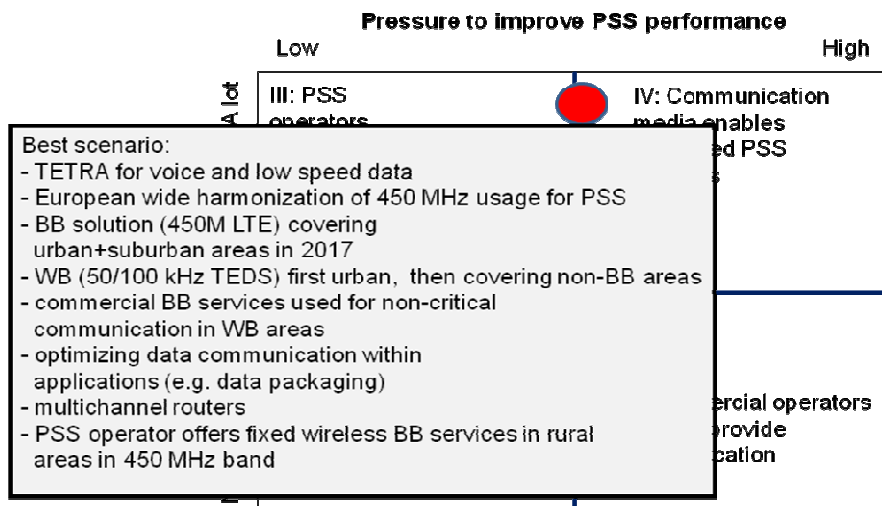 Pressure to improve PSS performance
Low High
A lot
III: PSS
operators
IV: Communication
media enables
ed PSS
Best scenario:
- TETRA for voice and low speed data
- European wide harmonization of 450 MHz usage for PSS
- BB solution (450M LTE) covering
urban+suburban areas in 2017
- WB (50/100 kHz TEDS) first urban, then covering non-BB areas
- commercial BB services used for non-critical
communication in WB areas
- optimizing data communication within
applications (e.g. data packaging)
- multichannel routers
- PSS operator offers fixed wireless BB services in rural
areas in 450 MHz band
ercial operators
provide
cation